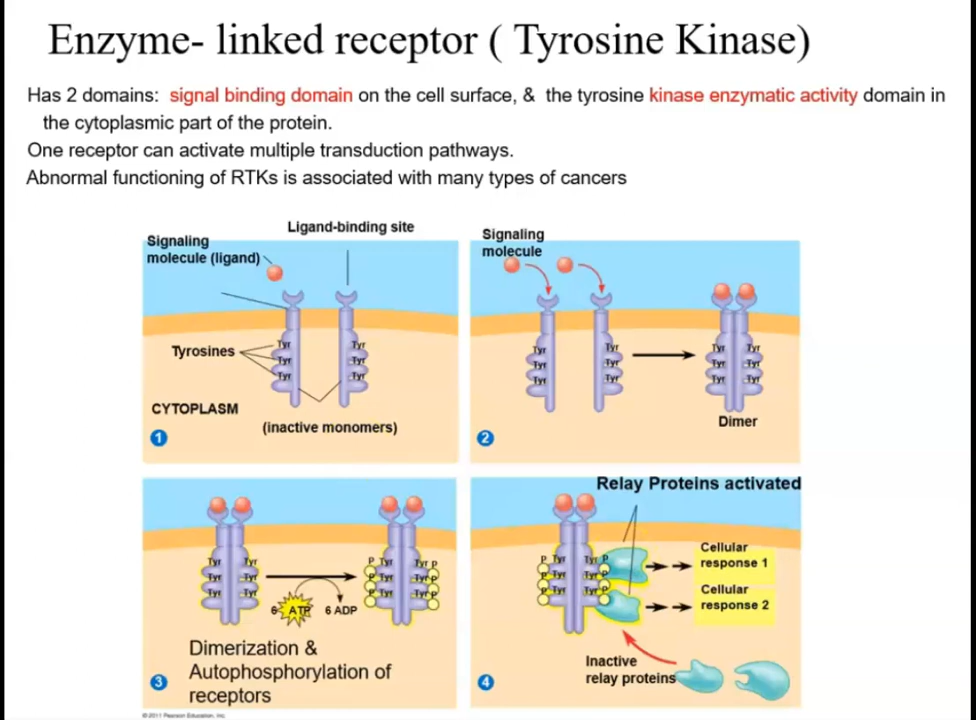 Enzyme- linked receptor ( Tyrosine Kinase)
Has 2 domains: signal binding domain on the cell surface, & the tyrosine kinase enzymatic activity domain in
the cytoplasmic part of the protein.
One receptor can activate multiple transduction pathways.
Abnormal functioning of RTKs is associated with many types of cancers
Signaling
molecule (ligand)
Ligand-binding site
Tyrosines
Tyr Tyr
Tyr Tyr
Tyr Tyr
CYTOPLASM
(inactive monomers)
1
Signaling
molecule
Tyr Tyr Tyr Tyr
Tyr Tyr Tyr Tyr
Tyr Tyr Tyr Tyr
Dimer
2
Tyr Tyr P Tyr Tyr P
Tyr Tyr P Tyr Tyr P
Tyr Tyr P Tyr Tyr P
6 ATP 6 ADP
Dimerization &
Autophosphorylation of
receptors
3
Relay Proteins activated
P Tyr Tyr P
P Tyr Tyr P
P Tyr Tyr P
Cellular
response 1
Cellular
response 2
Inactive
relay proteins
4
© 2011 Pearson Education, Inc.